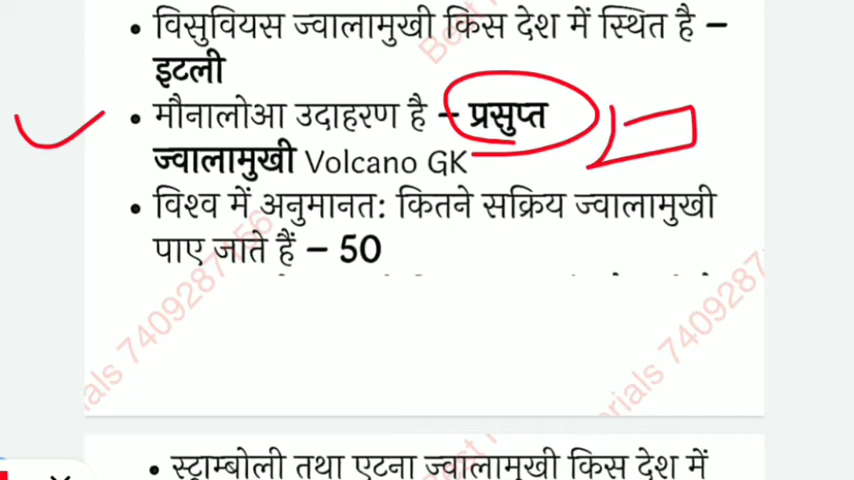 • विसुवियस ज्वालामुखी किस देश में स्थित है –
इटली
• मौनालोआ उदाहरण है – प्रसुप्त
ज्वालामुखी Volcano GK
• विश्व में अनुमानत: कितने सक्रिय ज्वालामुखी
पाए जाते हैं – 50
• स्ट्राम्बोली तथा एटना ज्वालामुखी किस देश में